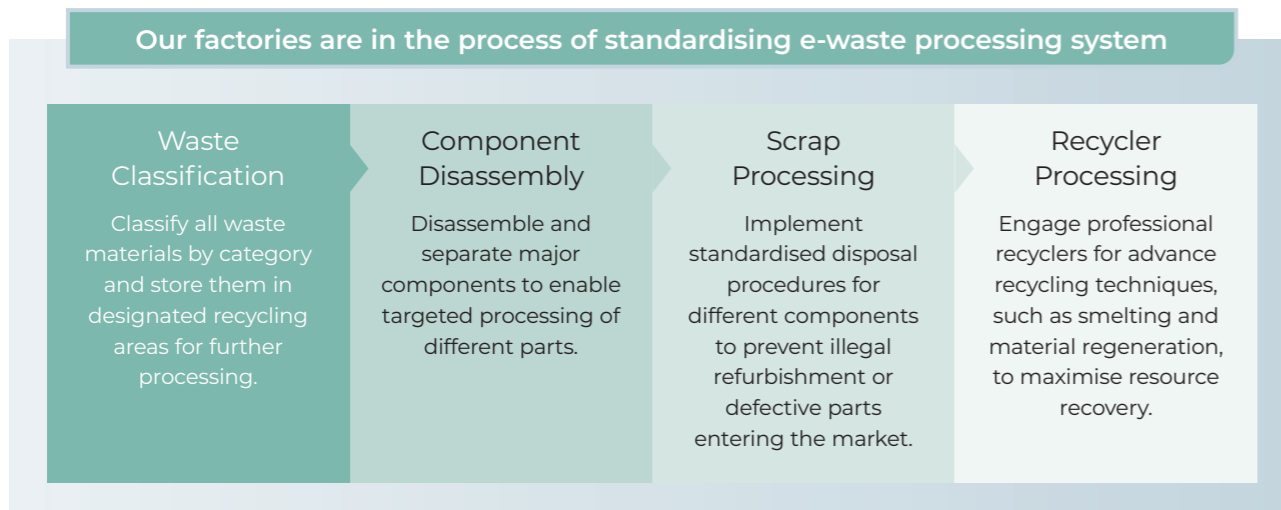 Our factories are in the process of standardising e-waste processing system
Waste
Classification
Classify all waste
materials by category
and store them in
designated recycling
areas for further
processing.
Component
Disassembly
Disassemble and
separate major
components to enable
targeted processing of
different parts.
Scrap
Processing
Implement
standardised disposal
procedures for
different components
to prevent illegal
refurbishment or
defective parts
entering the market.
Recycler
Processing
Engage professional
recyclers for advance
recycling techniques,
such as smelting and
material regeneration,
to maximise resource
recovery.